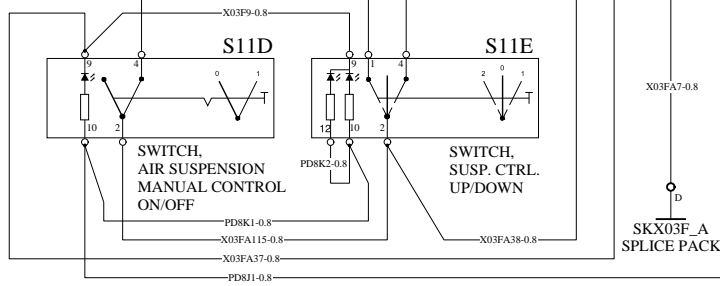 X03F9-0.8
S11D
S11E
9
4
9
1
4
0
1
2
0
1
X03FA7-0.8
10
2
12
10
2
SWITCH,
AIR SUSPENSION
MANUAL CONTROL
ON/OFF
PD8K2-0.8
SWITCH,
SUSP. CTRL.
UP/DOWN
D
PD8K1-0.8
SKX03F_A
SPLICE PACK
X03FA115-0.8
X03FA38-0.8
X03FA37-0.8
PD8J1-0.8